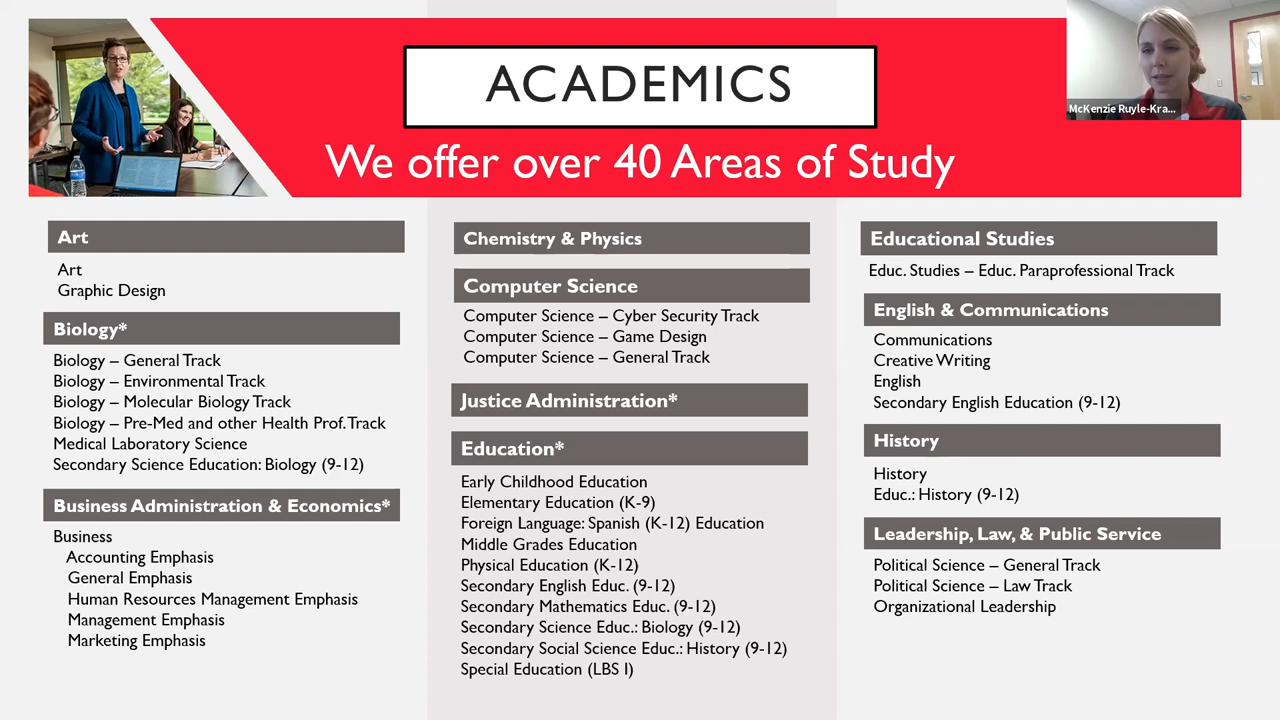 ACADEMICS
We offer over 40 Areas of Study
McKenzie Ruyle-Kra...
Art
Art
Graphic Design
Biology*
Biology – General Track
Biology – Environmental Track
Biology – Molecular Biology Track
Biology – Pre-Med and other Health Prof. Track
Medical Laboratory Science
Secondary Science Education: Biology (9-12)
Business Administration & Economics*
Business
Accounting Emphasis
General Emphasis
Human Resources Management Emphasis
Management Emphasis
Marketing Emphasis
Chemistry & Physics
Computer Science
Computer Science – Cyber Security Track
Computer Science – Game Design
Computer Science – General Track
Justice Administration*
Education*
Early Childhood Education
Elementary Education (K-9)
Foreign Language: Spanish (K-12) Education
Middle Grades Education
Physical Education (K-12)
Secondary English Educ. (9-12)
Secondary Mathematics Educ. (9-12)
Secondary Science Educ.: Biology (9-12)
Secondary Social Science Educ.: History (9-12)
Special Education (LBS I)
Educational Studies
Educ. Studies – Educ. Paraprofessional Track
English & Communications
Communications
Creative Writing
English
Secondary English Education (9-12)
History
History
Educ.: History (9-12)
Leadership, Law, & Public Service
Political Science – General Track
Political Science – Law Track
Organizational Leadership